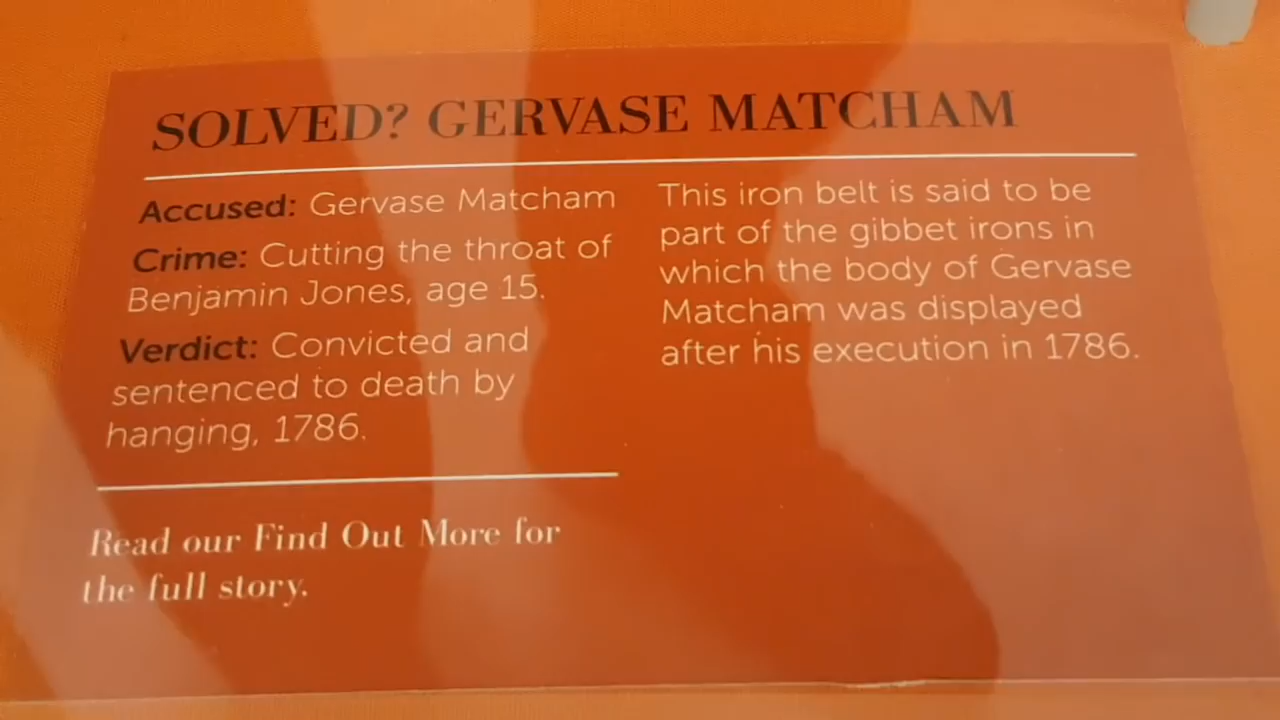 SOLVED? GERVASE MATCHAM
Accused: Gervase Matcham
Crime: Cutting the throat of
Benjamin Jones, age 15.
Verdict: Convicted and
sentenced to death by
hanging, 1786.
Read our Find Out More for
the full story.
This iron belt is said to be
part of the gibbet irons in
which the body of Gervase
Matcham was displayed
after his execution in 1786.